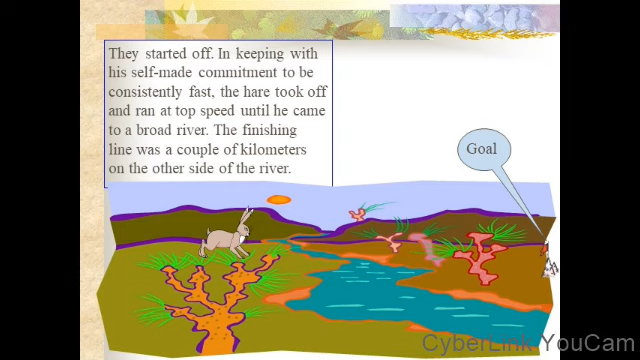 They started off. In keeping with
his self-made commitment to be
consistently fast, the hare took off
and ran at top speed until he came
to a broad river. The finishing
line was a couple of kilometers
on the other side of the river.
Goal
CyberLink YouCam